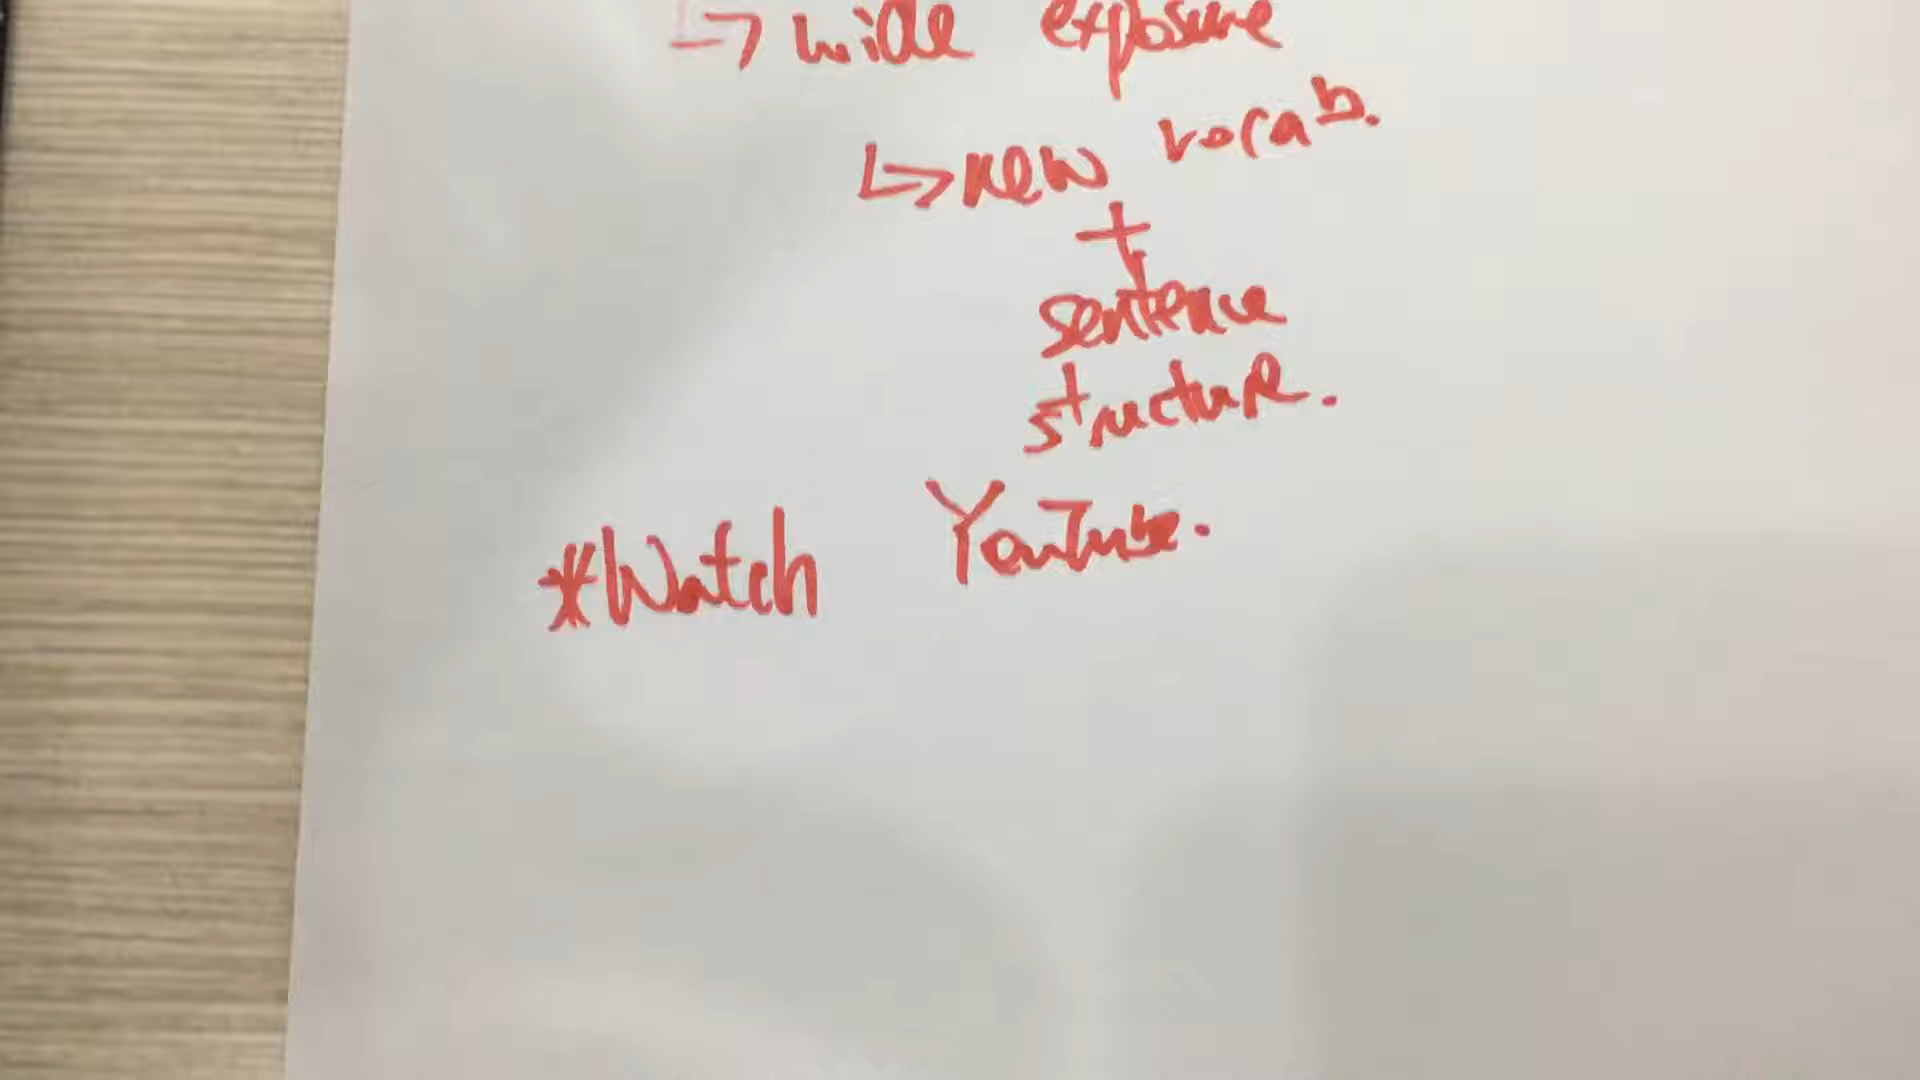 ↳ wide exposure
↳ new vocab.
+
sentence
structure.
*Watch YouTube.